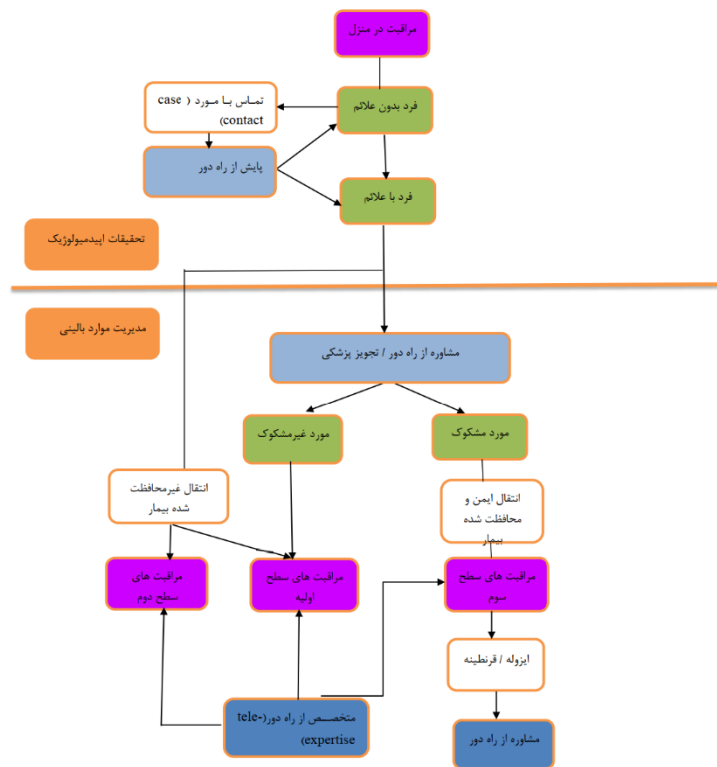 مراقبت در منزل
تماس با مورد ( case
contact)
فرد بدون علائم
پایش از راه دور
فرد با علائم
تحقیقات اپیدمیولوژیک
مدیریت موارد بالینی
مشاوره از راه دور / تجویز پزشکی
مورد غیرمشکوک
مورد مشکوک
انتقال غیرمحافظت
شده بیمار
انتقال ایمن و
محافظت شده
بیمار
مراقبت های
سطح دوم
مراقبت های سطح
اولیه
مراقبت های سطح
سوم
ایزوله / قرنطینه
متخصص از راه دور(tele-
expertise)
مشاوره از راه دور